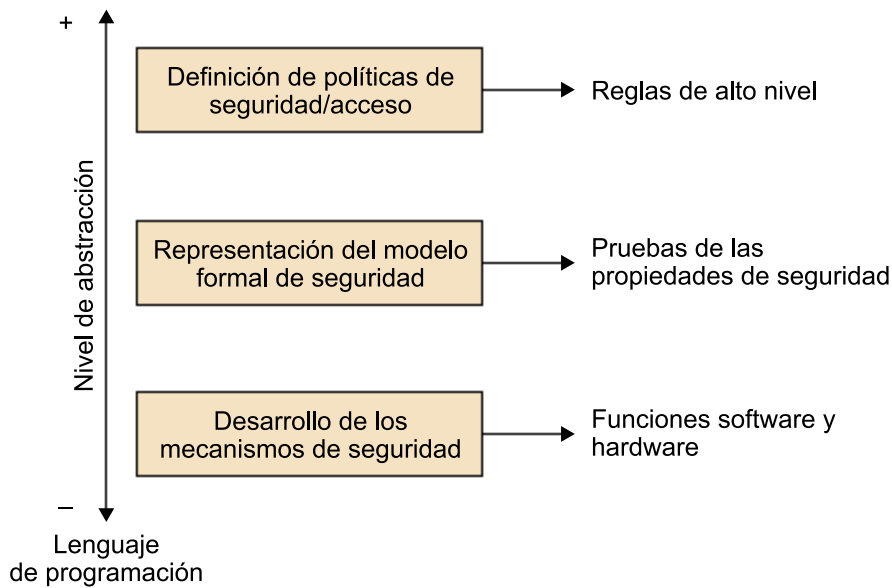 +
Definición de políticas de
seguridad/acceso
Reglas de alto nivel
Nivel de abstracción
Representación del modelo
formal de seguridad
Pruebas de las
propiedades de seguridad
Desarrollo de los
mecanismos de seguridad
Funciones software y
hardware
–
Lenguaje
de programación